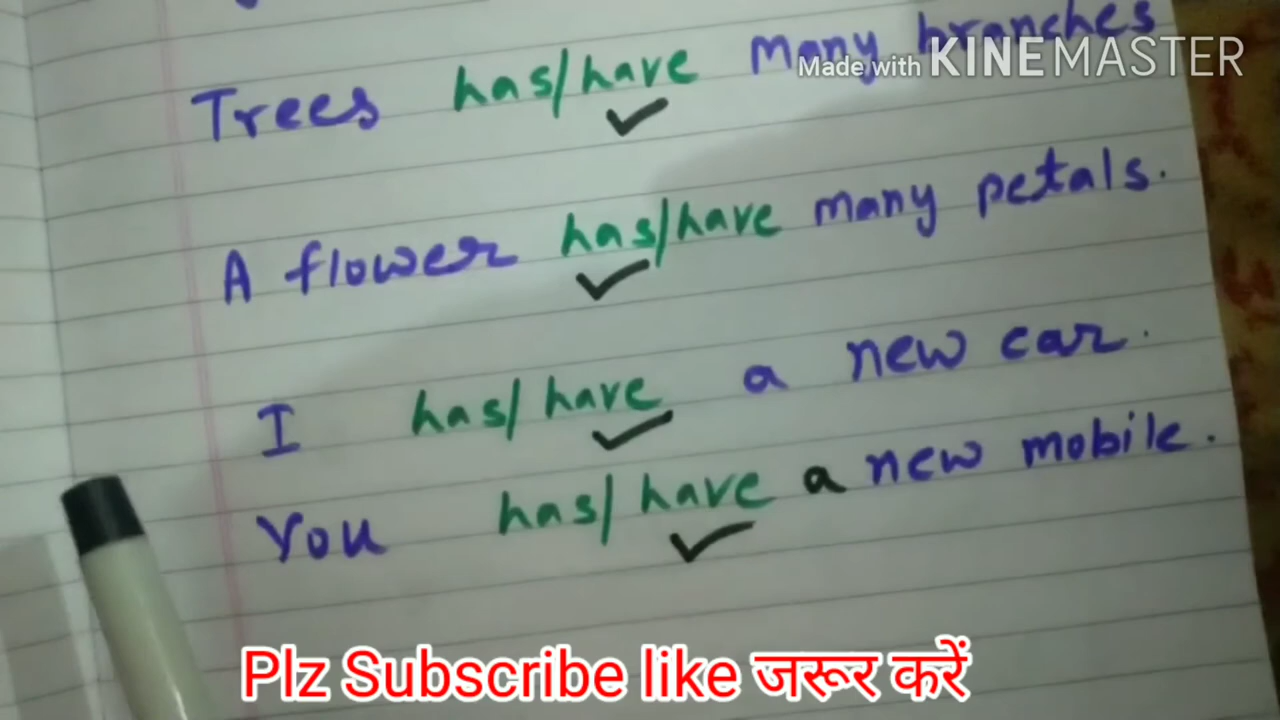 Trees has/have many branches
Made with KINEMASTER
A flower has/have many petals.
I has/have a new car.
You has/have a new mobile.
Plz Subscribe like जरूर करें